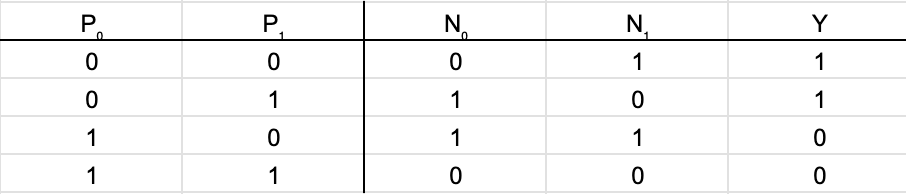 P₀ P₁ N₀ N₁ Y
0 0 0 1 1
0 1 1 0 1
1 0 1 1 0
1 1 0 0 0